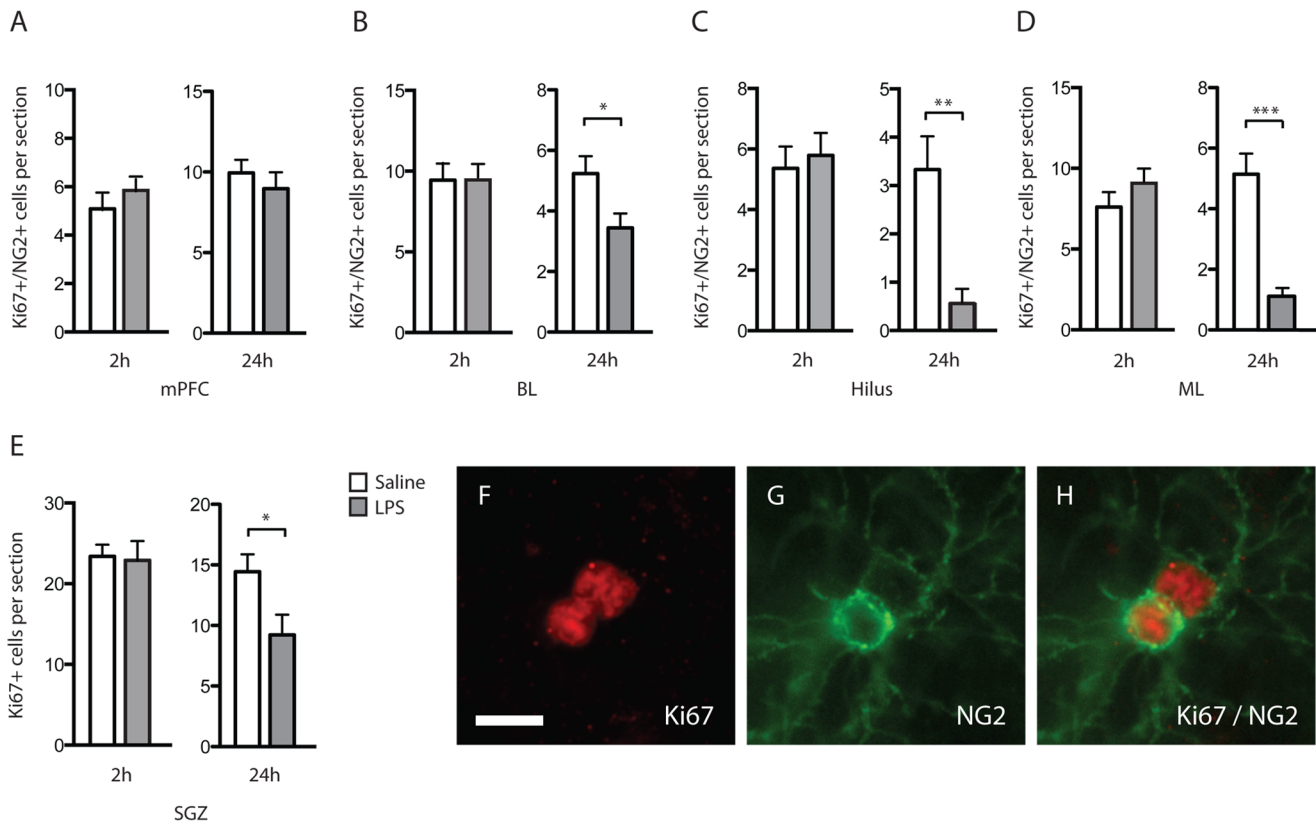 A
B
C
D
Ki67+/NG2+ cells per section
10
8
6
4
2
0
2h
15
10
5
0
24h
mPFC
Ki67+/NG2+ cells per section
15
10
5
0
2h
8
6
4
2
0
*
24h
BL
Ki67+/NG2+ cells per section
8
6
4
2
0
2h
5
4
3
2
1
0
**
24h
Hilus
Ki67+/NG2+ cells per section
15
10
5
0
2h
8
6
4
2
0
***
24h
ML
E
Ki67+ cells per section
30
20
10
0
2h
20
15
10
5
0
*
24h
SGZ
Saline
LPS
F
Ki67
G
NG2
H
Ki67 / NG2